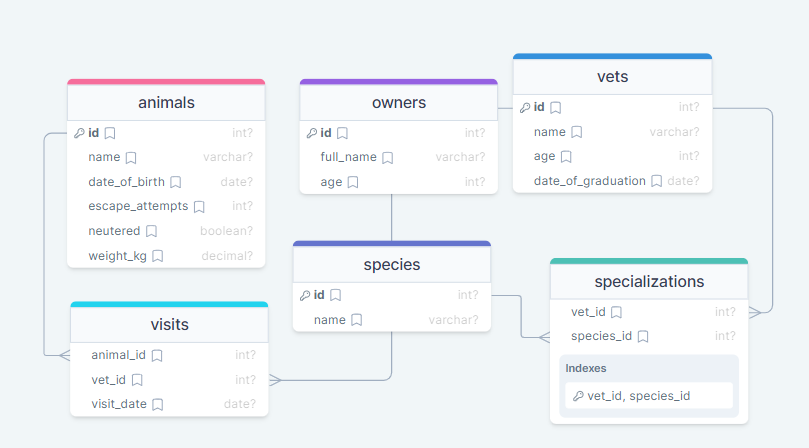 animals
id int?
name varchar?
date_of_birth date?
escape_attempts int?
neutered boolean?
weight_kg decimal?
owners
id int?
full_name varchar?
age int?
vets
id int?
name varchar?
age int?
date_of_graduation date?
species
id int?
name varchar?
specializations
vet_id int?
species_id int?
Indexes
vet_id, species_id
visits
animal_id int?
vet_id int?
visit_date date?